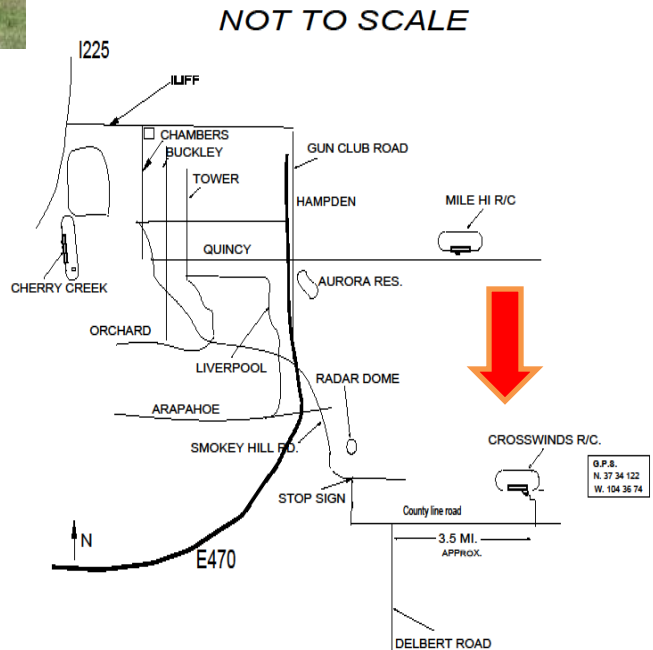 NOT TO SCALE
I225
ILIFF
CHAMBERS
BUCKLEY
GUN CLUB ROAD
TOWER
HAMPDEN
MILE HI R/C
QUINCY
CHERRY CREEK
AURORA RES.
ORCHARD
LIVERPOOL
RADAR DOME
ARAPAHOE
SMOKEY HILL RD.
CROSSWINDS R/C.
G.P.S.
N. 37 34 122
W. 104 36 74
STOP SIGN
County line road
N
3.5 MI.
APPROX.
E470
DELBERT ROAD